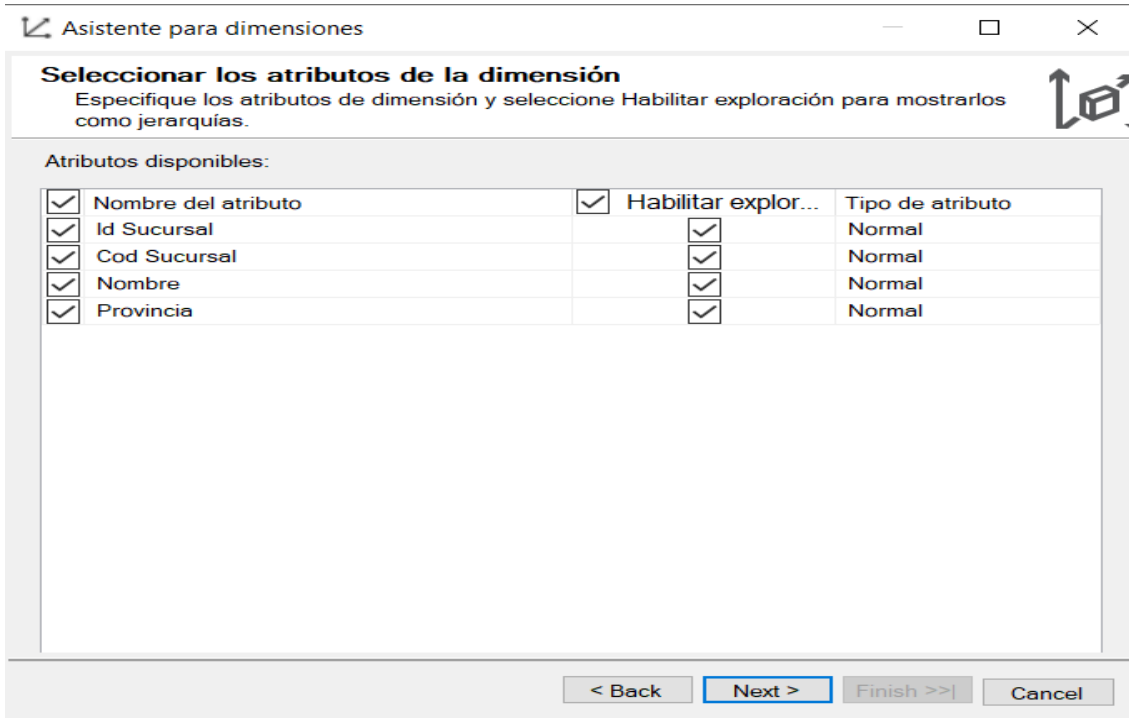 Asistente para dimensiones
Seleccionar los atributos de la dimensión
Especifique los atributos de dimensión y seleccione Habilitar exploración para mostrarlos
como jerarquías.
Atributos disponibles:
Nombre del atributo Habilitar explor... Tipo de atributo
Id Sucursal Normal
Cod Sucursal Normal
Nombre Normal
Provincia Normal
< Back Next > Finish >>| Cancel